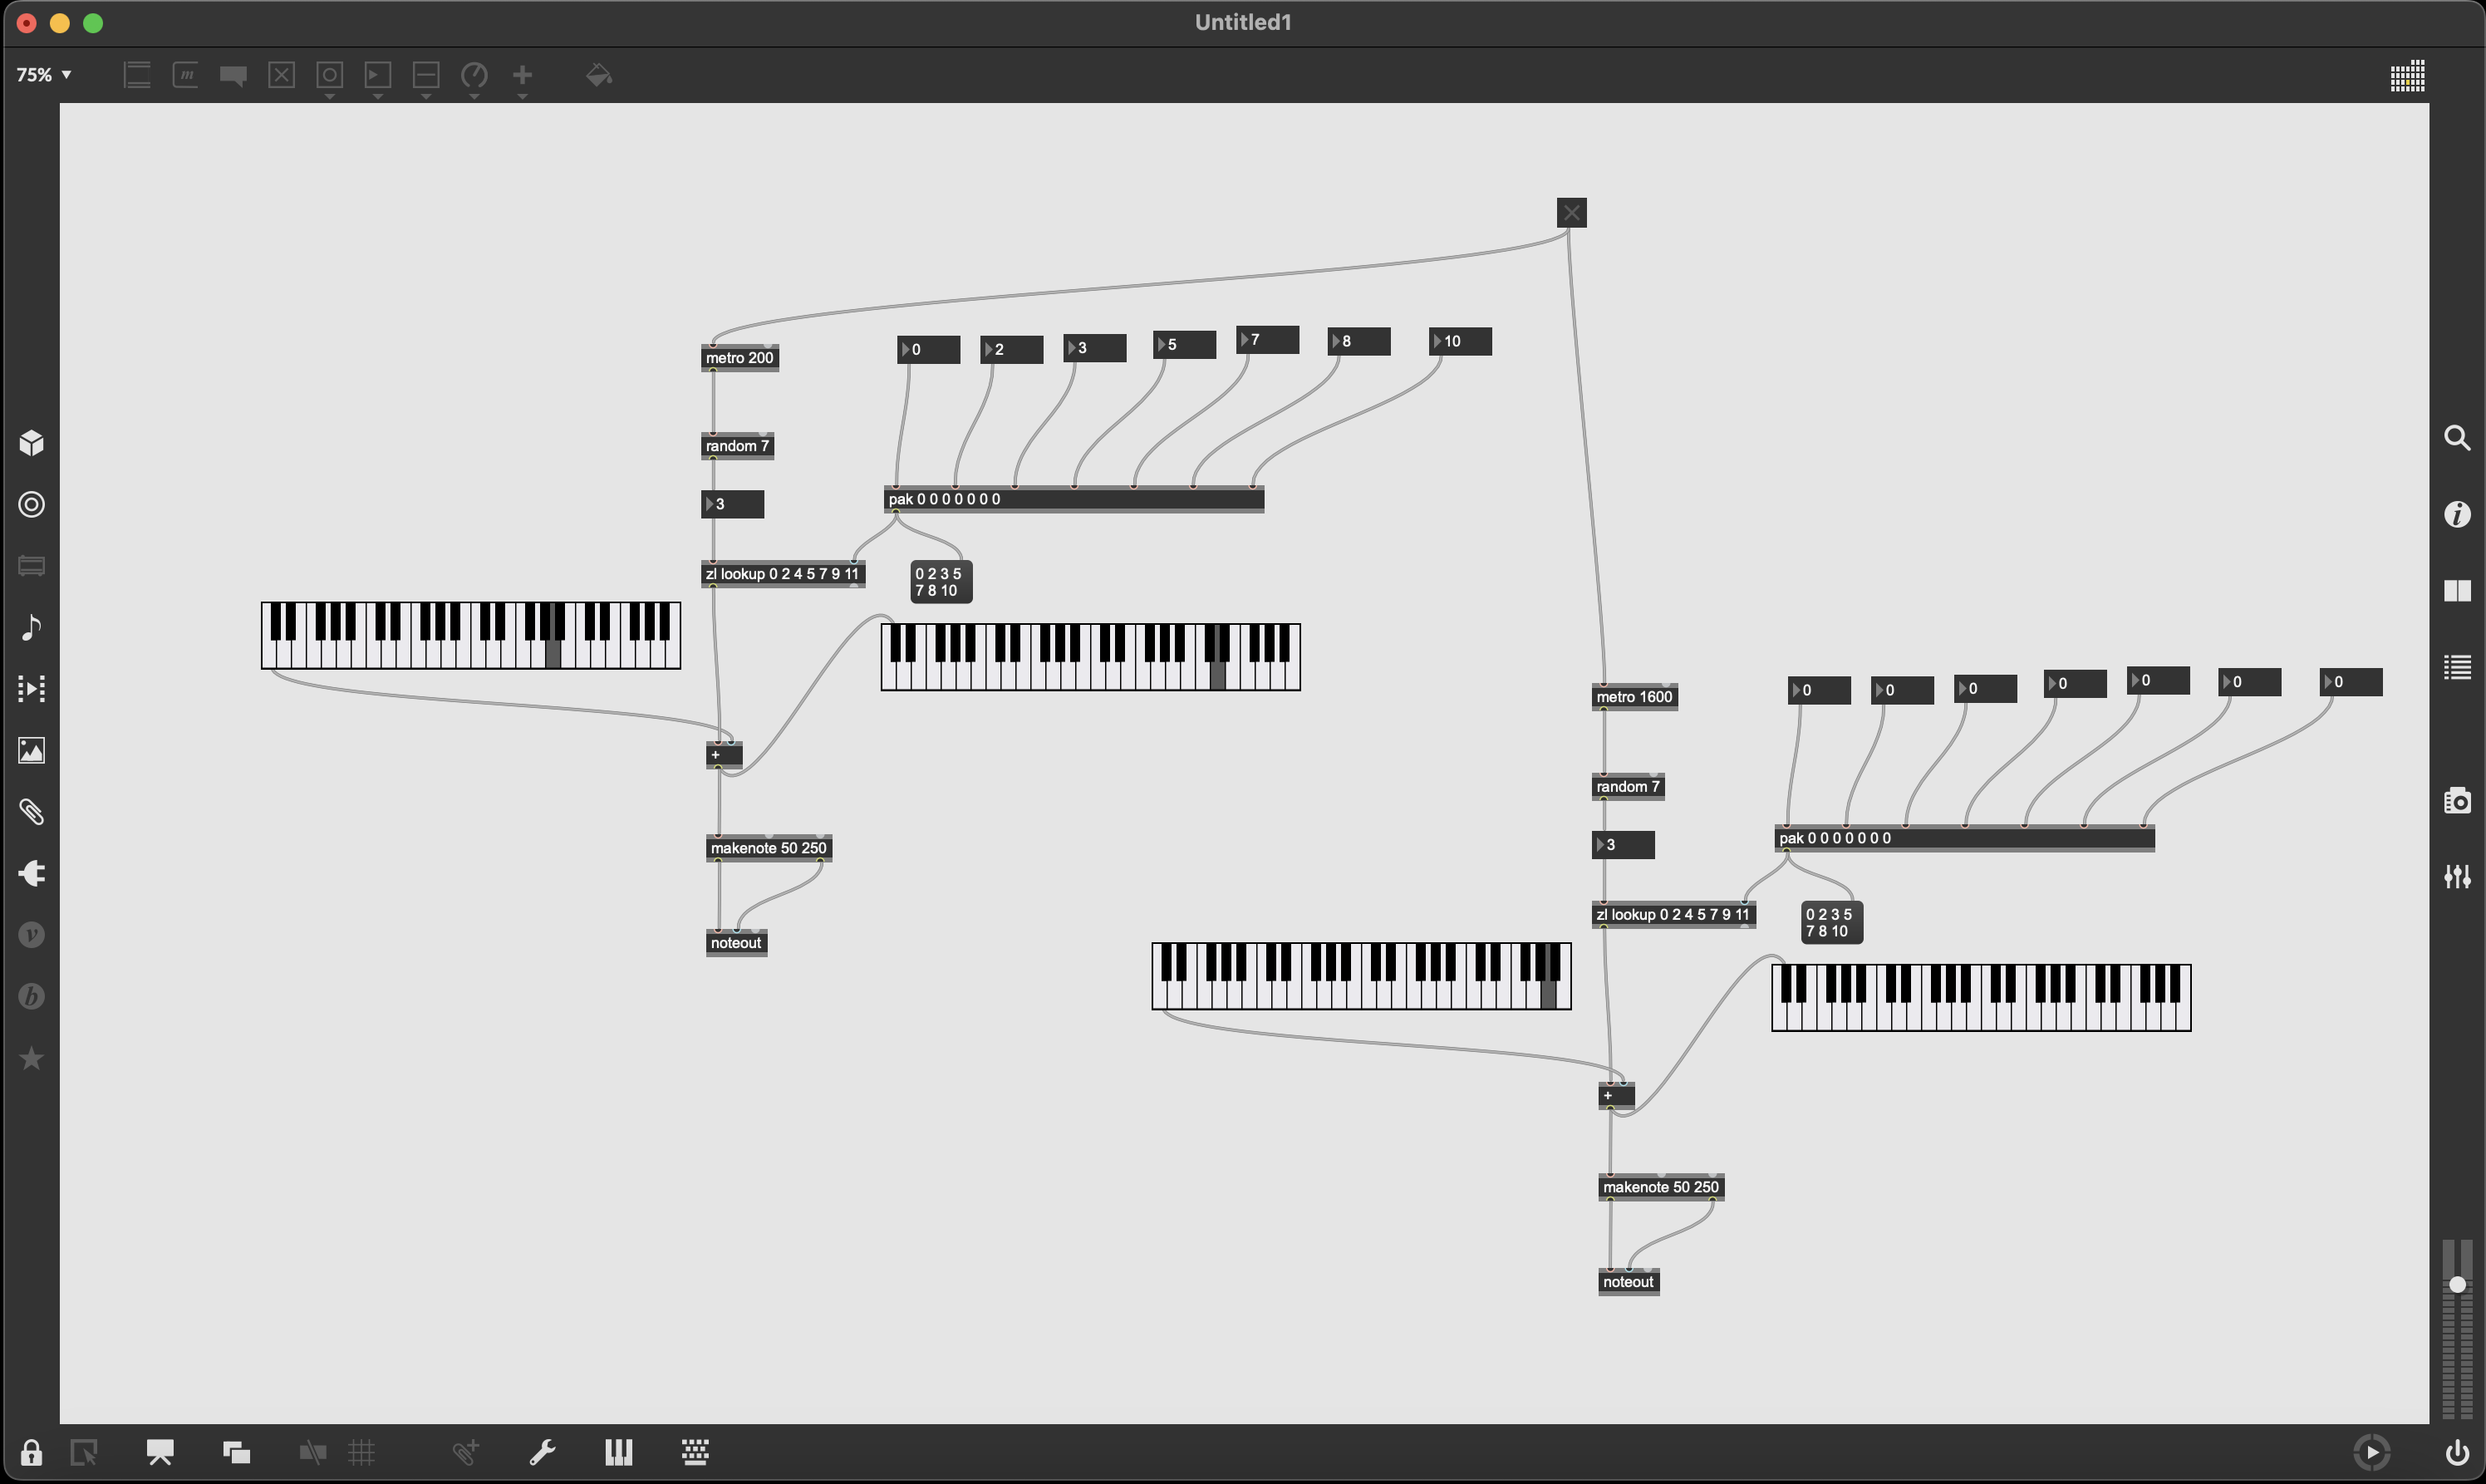 Untitled1
75%
metro 200
0
2
3
5
7
8
10
random 7
3
pak 0 0 0 0 0 0 0
zl lookup 0 2 4 5 7 9 11
0 2 3 5
7 8 10
+
makenote 50 250
noteout
metro 1600
0
0
0
0
0
0
0
random 7
3
pak 0 0 0 0 0 0 0
zl lookup 0 2 4 5 7 9 11
0 2 3 5
7 8 10
+
makenote 50 250
noteout